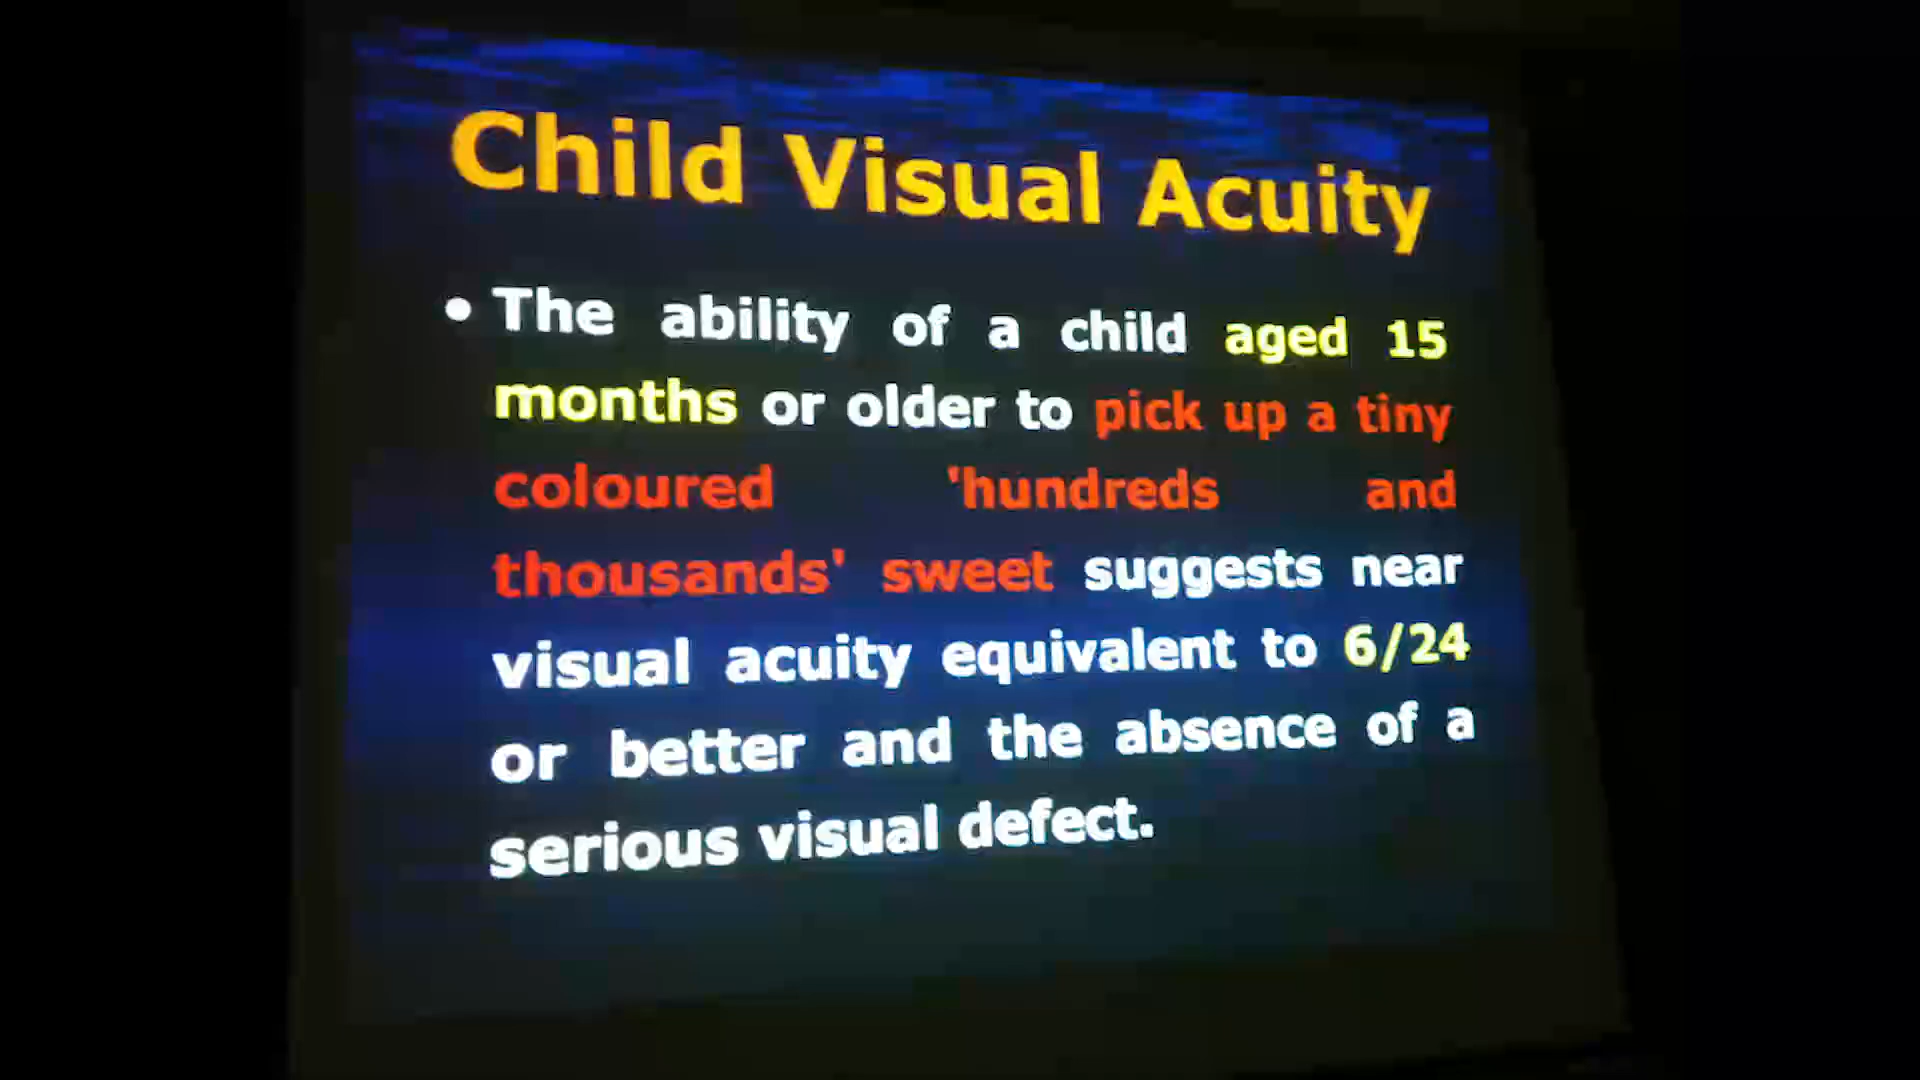 Child Visual Acuity
• The ability of a child aged 15
months or older to pick up a tiny
coloured 'hundreds and
thousands' sweet suggests near
visual acuity equivalent to 6/24
or better and the absence of a
serious visual defect.